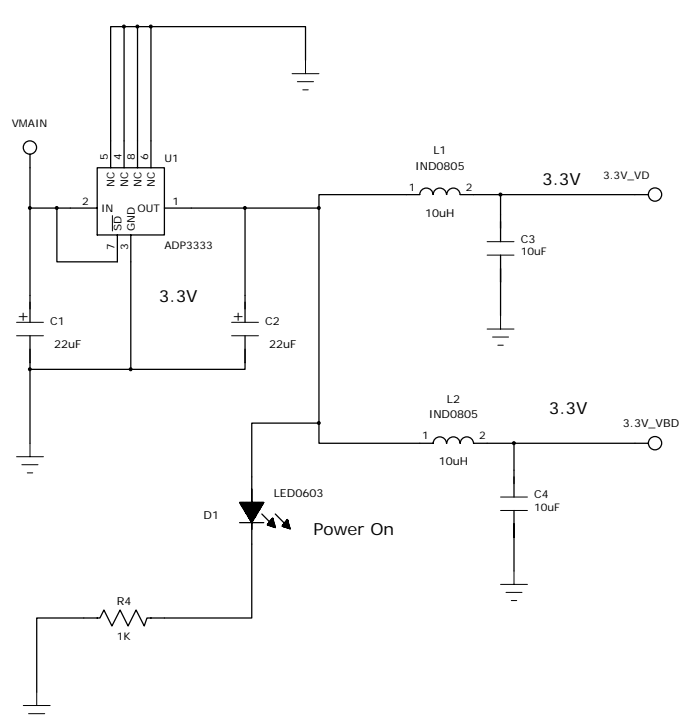 VMAIN
5 4 8 6
U1
NC NC NC NC
2 IN OUT 1
SD GND
7 3
ADP3333
3.3V
+ C1
22uF
+ C2
22uF
L1
IND0805
1 2
10uH
3.3V
3.3V_VD
C3
10uF
L2
IND0805
1 2
10uH
3.3V
3.3V_VBD
C4
10uF
LED0603
D1
Power On
R4
1K